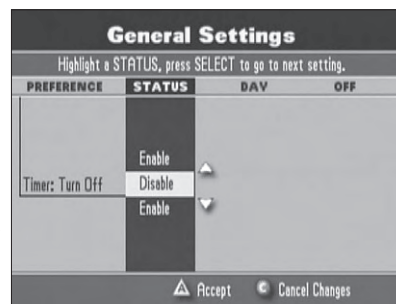 General Settings
Highlight a STATUS, press SELECT to go to next setting.
PREFERENCE STATUS DAY OFF
Enable
Timer: Turn Off Disable
Enable
A Accept C Cancel Changes